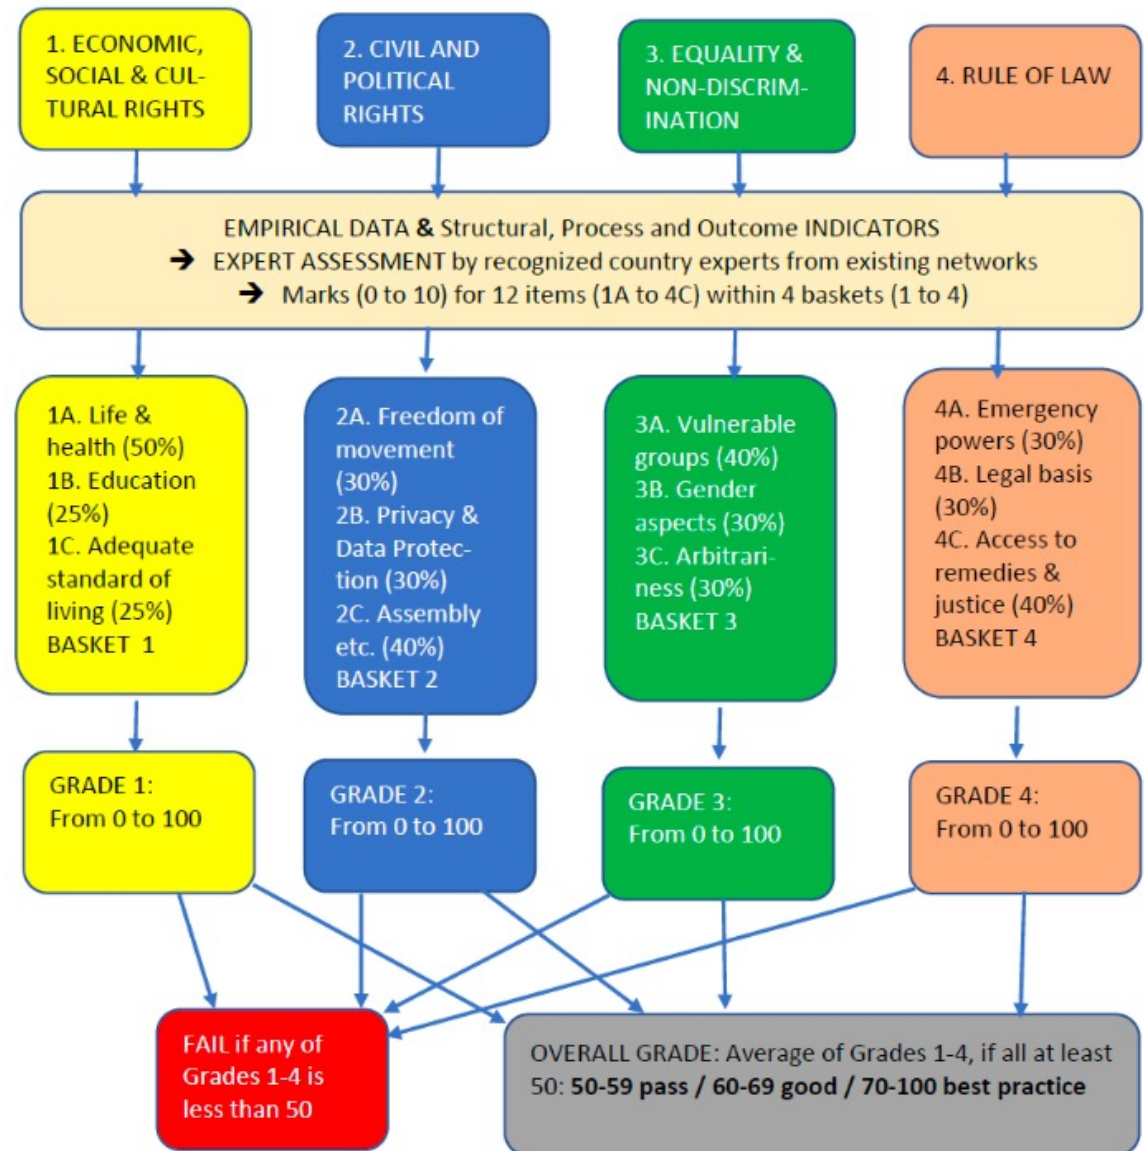 1. ECONOMIC,
SOCIAL & CUL-
TURAL RIGHTS
2. CIVIL AND
POLITICAL
RIGHTS
3. EQUALITY &
NON-DISCRIM-
INATION
4. RULE OF LAW
EMPIRICAL DATA & Structural, Process and Outcome INDICATORS
➔ EXPERT ASSESSMENT by recognized country experts from existing networks
➔ Marks (0 to 10) for 12 items (1A to 4C) within 4 baskets (1 to 4)
1A. Life &
health (50%)
1B. Education
(25%)
1C. Adequate
standard of
living (25%)
BASKET 1
2A. Freedom of
movement
(30%)
2B. Privacy &
Data Protec-
tion (30%)
2C. Assembly
etc. (40%)
BASKET 2
3A. Vulnerable
groups (40%)
3B. Gender
aspects (30%)
3C. Arbitrari-
ness (30%)
BASKET 3
4A. Emergency
powers (30%)
4B. Legal basis
(30%)
4C. Access to
remedies &
justice (40%)
BASKET 4
GRADE 1:
From 0 to 100
GRADE 2:
From 0 to 100
GRADE 3:
From 0 to 100
GRADE 4:
From 0 to 100
FAIL if any of
Grades 1-4 is
less than 50
OVERALL GRADE: Average of Grades 1-4, if all at least
50: 50-59 pass / 60-69 good / 70-100 best practice